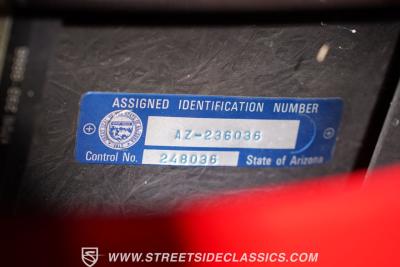 ASSIGNED IDENTIFICATION NUMBER
AZ-236036
Control No. 248036 State of Arizona
WWW.STREETSIDECLASSICS.COM